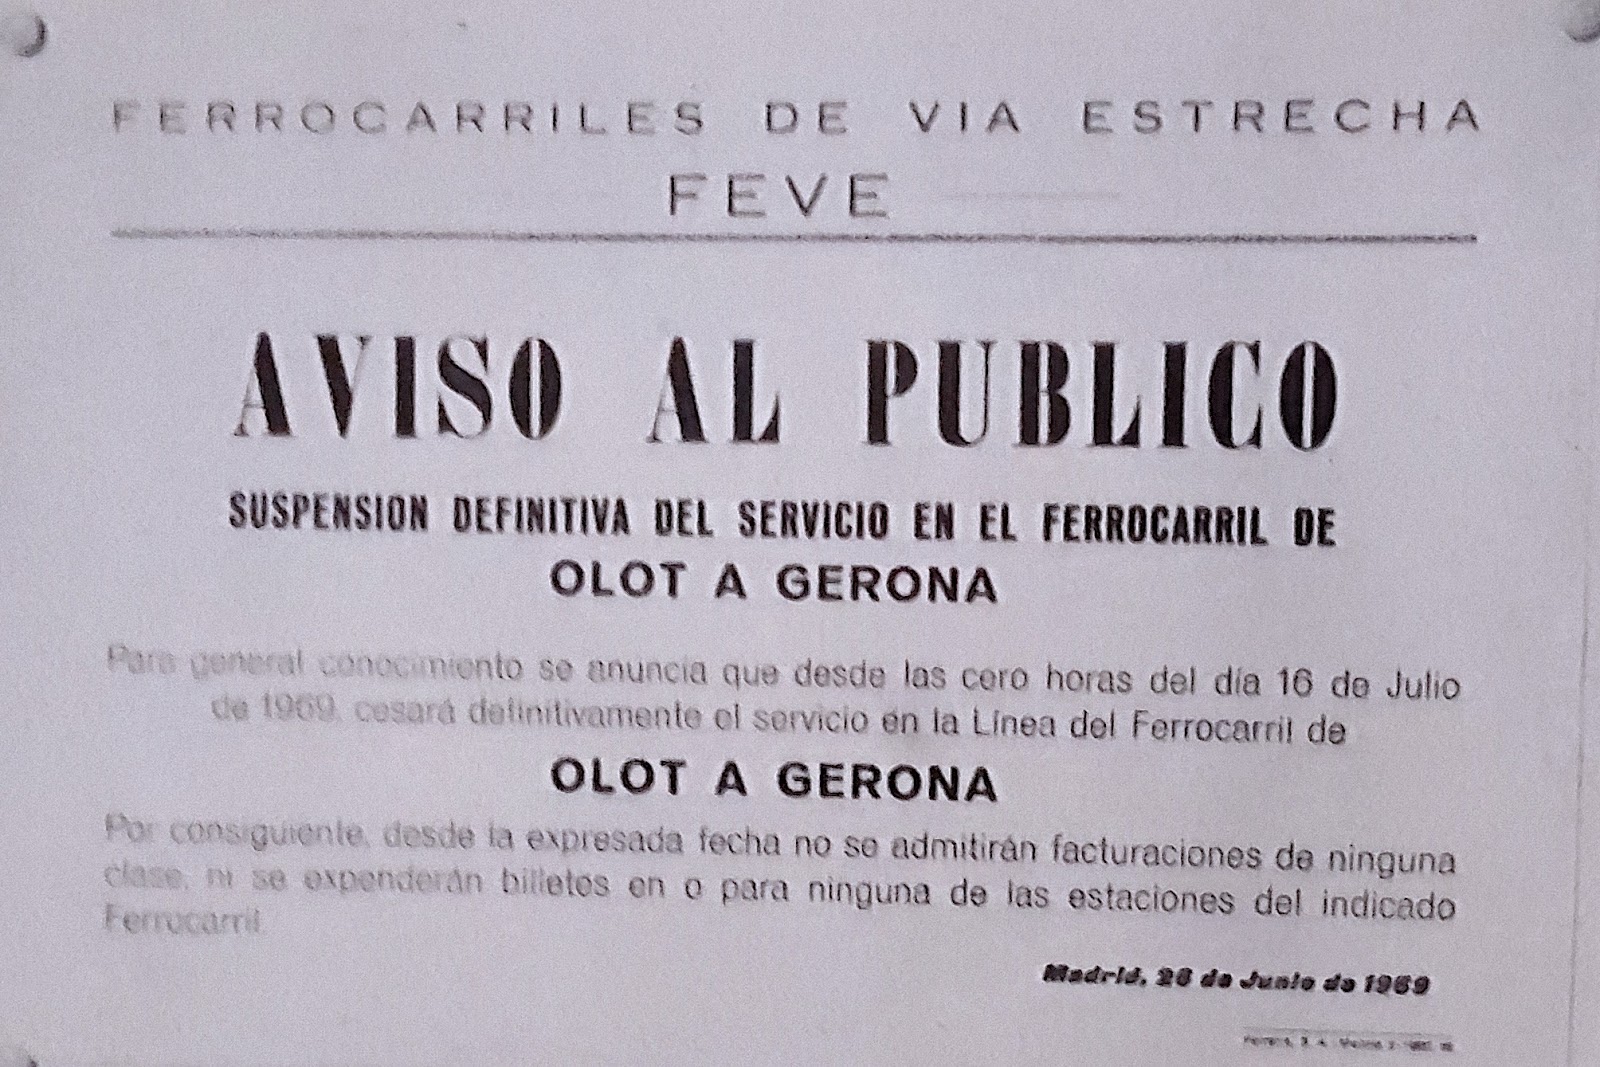 FERROCARRILES DE VIA ESTRECHA
FEVE
AVISO AL PUBLICO
SUSPENSION DEFINITIVA DEL SERVICIO EN EL FERROCARRIL DE
OLOT A GERONA
Para general conocimiento se anuncia que desde las cero horas del día 16 de Julio
de 1969, cesará definitivamente el servicio en la Línea del Ferrocarril de
OLOT A GERONA
Por consiguiente, desde la expresada fecha no se admitirán facturaciones de ninguna
clase, ni se expenderán billetes en o para ninguna de las estaciones del indicado
Ferrocarril.
Madrid, 26 de Junio de 1969